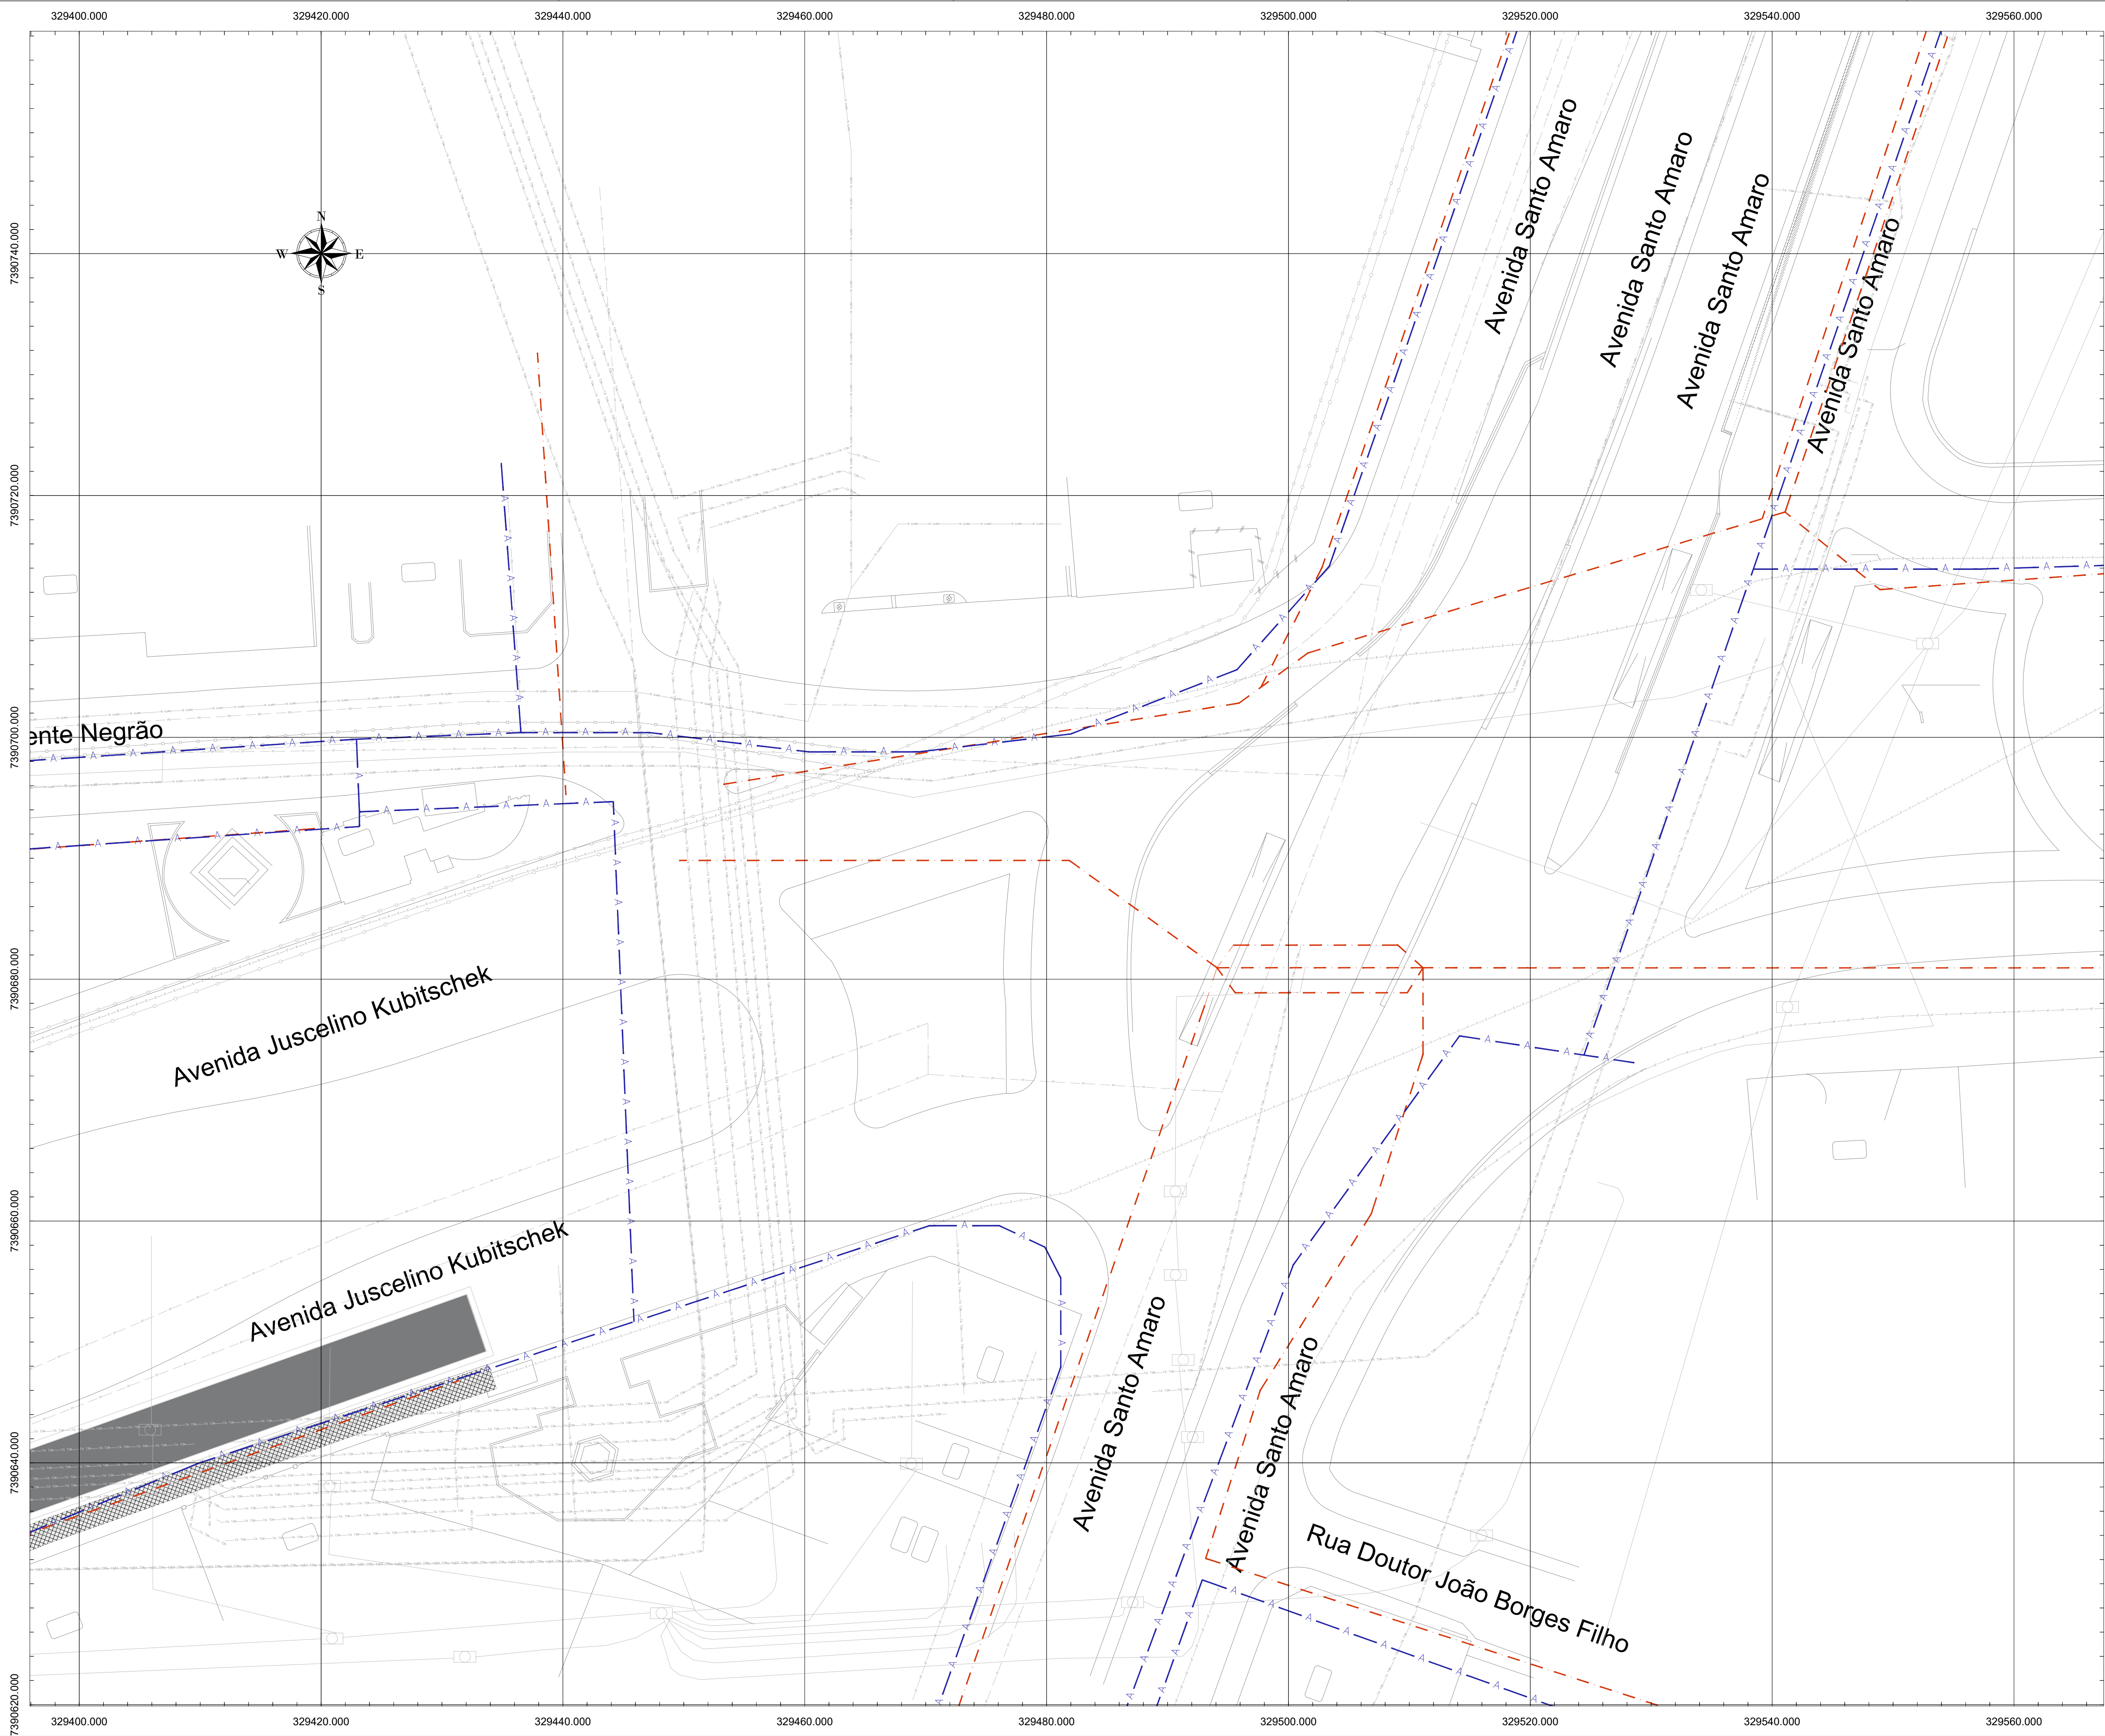 329400.000 329420.000 329440.000 329460.000 329480.000 329500.000 329520.000 329540.000 329560.000
7390740.000
7390720.000
7390700.000
7390680.000
7390660.000
7390640.000
7390620.000
N
W E
S
Avenida Santo Amaro
Avenida Santo Amaro
Avenida Santo Amaro
Avenida Santo Amaro
ente Negrão
Avenida Juscelino Kubitschek
Avenida Juscelino Kubitschek
Avenida Santo Amaro
Avenida Santo Amaro
Rua Doutor João Borges Filho
329400.000 329420.000 329440.000 329460.000 329480.000 329500.000 329520.000 329540.000 329560.000